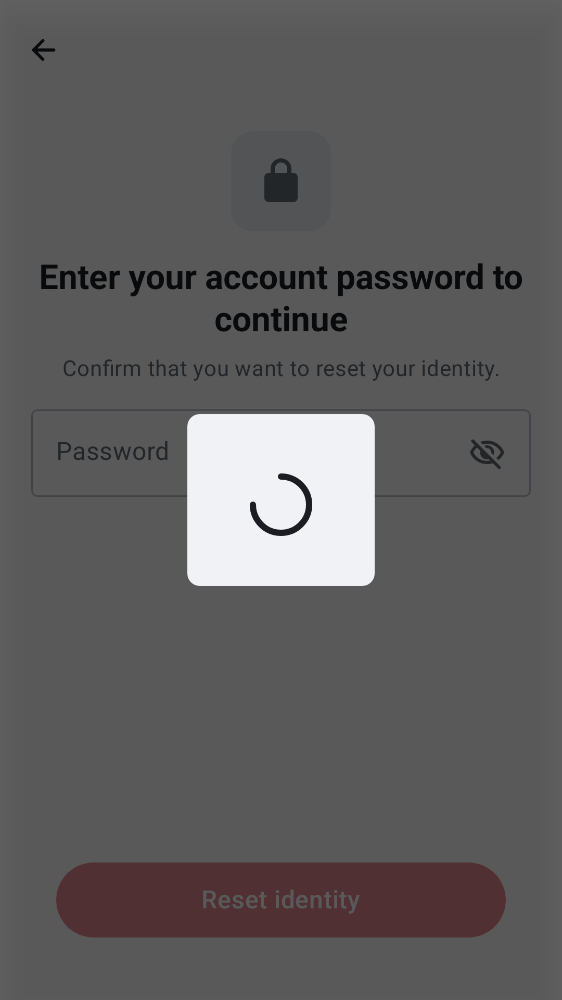 Enter your account password to
continue
Confirm that you want to reset your identity.
Password
Reset identity